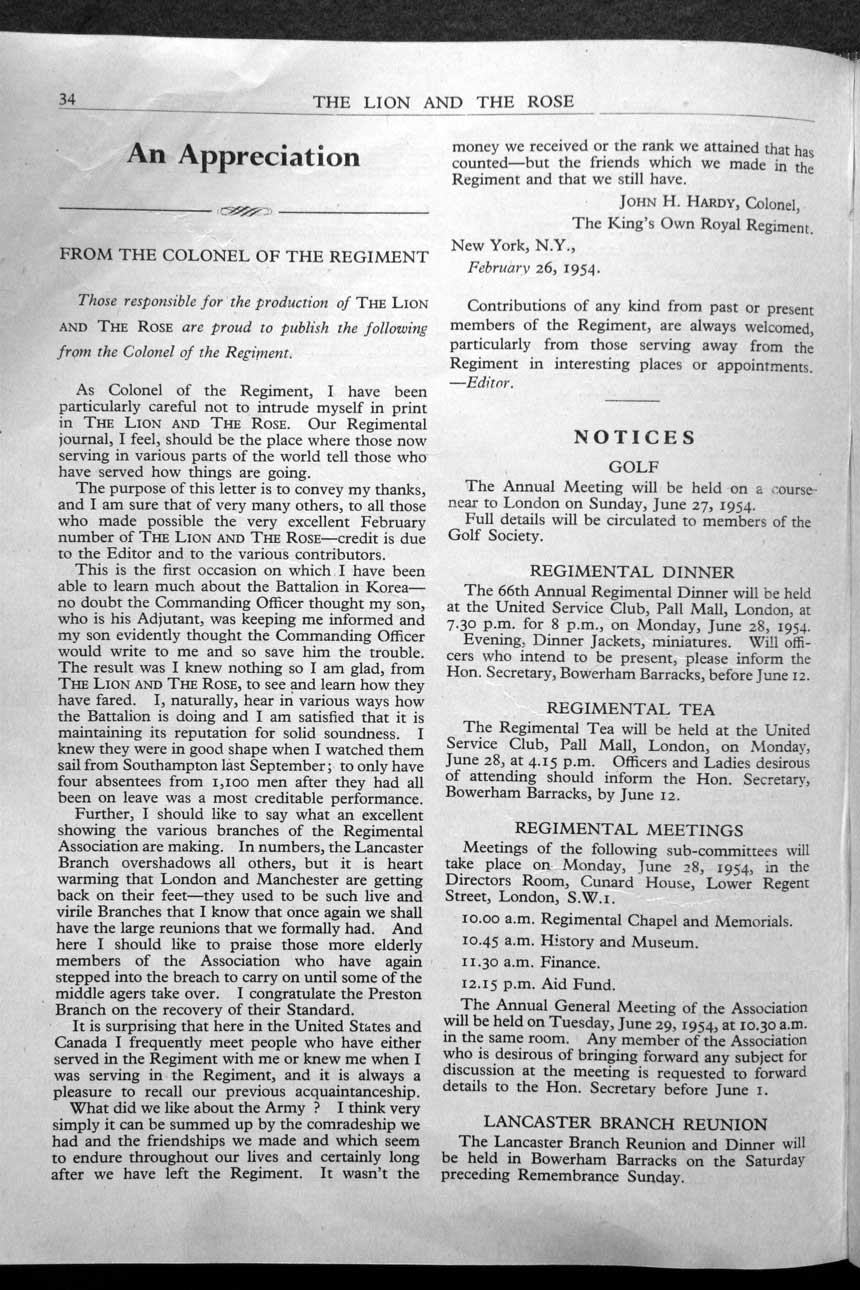 34
THE LION AND THE ROSE
An Appreciation
FROM THE COLONEL OF THE REGIMENT
Those responsible for the production of THE LION
AND THE ROSE are proud to publish the following
from the Colonel of the Regiment.
As Colonel of the Regiment, I have been
particularly careful not to intrude myself in print
in THE LION AND THE ROSE. Our Regimental
journal, I feel, should be the place where those now
serving in various parts of the world tell those who
have served how things are going.
The purpose of this letter is to convey my thanks,
and I am sure that of very many others, to all those
who made possible the very excellent February
number of THE LION AND THE ROSE—credit is due
to the Editor and to the various contributors.
This is the first occasion on which I have been
able to learn much about the Battalion in Korea—
no doubt the Commanding Officer thought my son,
who is his Adjutant, was keeping me informed and
my son evidently thought the Commanding Officer
would write to me and so save him the trouble.
The result was I knew nothing so I am glad, from
THE LION AND THE ROSE, to see and learn how they
have fared. I, naturally, hear in various ways how
the Battalion is doing and I am satisfied that it is
maintaining its reputation for solid soundness. I
knew they were in good shape when I watched them
sail from Southampton last September; to only have
four absentees from 1,100 men after they had all
been on leave was a most creditable performance.
Further, I should like to say what an excellent
showing the various branches of the Regimental
Association are making. In numbers, the Lancaster
Branch overshadows all others, but it is heart
warming that London and Manchester are getting
back on their feet—they used to be such live and
virile Branches that I know that once again we shall
have the large reunions that we formally had. And
here I should like to praise those more elderly
members of the Association who have again
stepped into the breach to carry on until some of the
middle agers take over. I congratulate the Preston
Branch on the recovery of their Standard.
It is surprising that here in the United States and
Canada I frequently meet people who have either
served in the Regiment with me or knew me when I
was serving in the Regiment, and it is always a
pleasure to recall our previous acquaintanceship.
What did we like about the Army ? I think very
simply it can be summed up by the comradeship we
had and the friendships we made and which seem
to endure throughout our lives and certainly long
after we have left the Regiment. It wasn't the
money we received or the rank we attained that has
counted—but the friends which we made in the
Regiment and that we still have.
JOHN H. HARDY, Colonel,
The King's Own Royal Regiment.
New York, N.Y.,
February 26, 1954.
Contributions of any kind from past or present
members of the Regiment, are always welcomed,
particularly from those serving away from the
Regiment in interesting places or appointments.
—Editor.
NOTICES
GOLF
The Annual Meeting will be held on a course
near to London on Sunday, June 27, 1954.
Full details will be circulated to members of the
Golf Society.
REGIMENTAL DINNER
The 66th Annual Regimental Dinner will be held
at the United Service Club, Pall Mall, London, at
7.30 p.m. for 8 p.m., on Monday, June 28, 1954.
Evening, Dinner Jackets, miniatures. Will offi-
cers who intend to be present, please inform the
Hon. Secretary, Bowerham Barracks, before June 12.
REGIMENTAL TEA
The Regimental Tea will be held at the United
Service Club, Pall Mall, London, on Monday,
June 28, at 4.15 p.m. Officers and Ladies desirous
of attending should inform the Hon. Secretary,
Bowerham Barracks, by June 12.
REGIMENTAL MEETINGS
Meetings of the following sub-committees will
take place on Monday, June 28, 1954, in the
Directors Room, Cunard House, Lower Regent
Street, London, S.W.1.
10.00 a.m. Regimental Chapel and Memorials.
10.45 a.m. History and Museum.
11.30 a.m. Finance.
12.15 p.m. Aid Fund.
The Annual General Meeting of the Association
will be held on Tuesday, June 29, 1954, at 10.30 a.m.
in the same room. Any member of the Association
who is desirous of bringing forward any subject for
discussion at the meeting is requested to forward
details to the Hon. Secretary before June 1.
LANCASTER BRANCH REUNION
The Lancaster Branch Reunion and Dinner will
be held in Bowerham Barracks on the Saturday
preceding Remembrance Sunday.